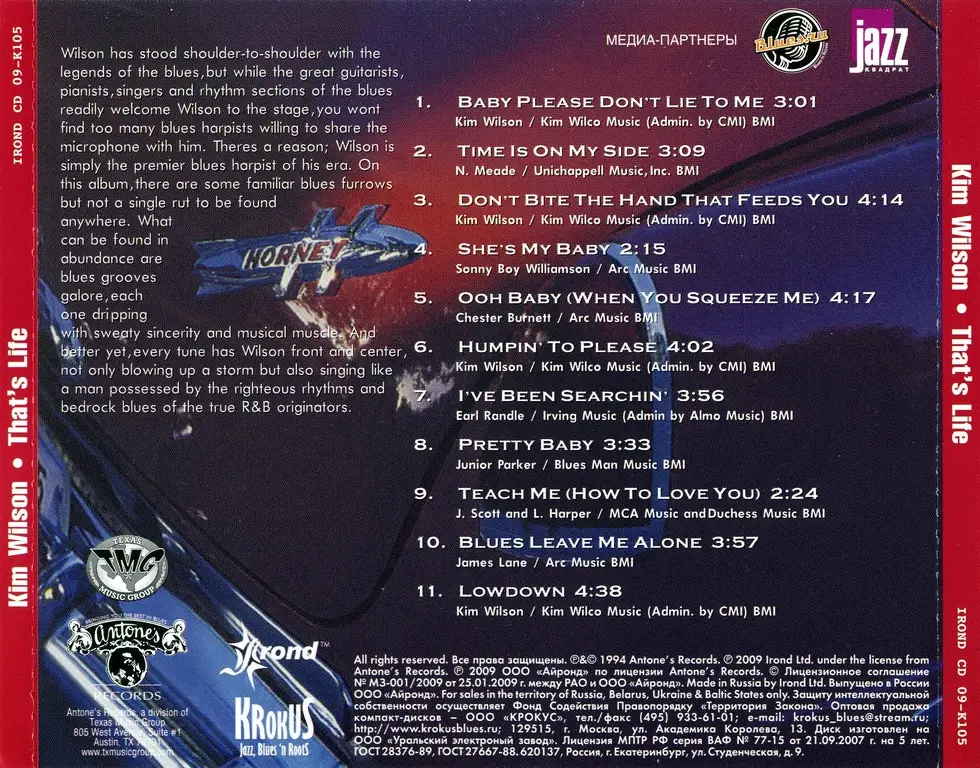 IROND CD 09-K105
Kim Wilson • That's Life
Wilson has stood shoulder-to-shoulder with the
legends of the blues,but while the great guitarists,
pianists,singers and rhythm sections of the blues
readily welcome Wilson to the stage,you wont
find too many blues harpists willing to share the
microphone with him. Theres a reason; Wilson is
simply the premier blues harpist of his era. On
this album,there are some familiar blues furrows
but not a single rut to be found
anywhere. What
can be found in
abundance are
blues grooves
galore,each
one dripping
with sweaty sincerity and musical muscle. And
better yet,every tune has Wilson front and center,
not only blowing up a storm but also singing like
a man possessed by the righteous rhythms and
bedrock blues of the true R&B originators.
HORNET
МЕДИА-ПАРТНЕРЫ
Blues.ru
jazz
КВАДРАТ
1. BABY PLEASE DON'T LIE TO ME 3:01
Kim Wilson / Kim Wilco Music (Admin. by CMI) BMI
2. TIME IS ON MY SIDE 3:09
N. Meade / Unichappell Music,Inc. BMI
3. DON'T BITE THE HAND THAT FEEDS YOU 4:14
Kim Wilson / Kim Wilco Music (Admin. by CMI) BMI
4. SHE'S MY BABY 2:15
Sonny Boy Williamson / Arc Music BMI
5. OOH BABY (WHEN YOU SQUEEZE ME) 4:17
Chester Burnett / Arc Music BMI
6. HUMPIN' TO PLEASE 4:02
Kim Wilson / Kim Wilco Music (Admin. by CMI) BMI
7. I'VE BEEN SEARCHIN' 3:56
Earl Randle / Irving Music (Admin by Almo Music) BMI
8. PRETTY BABY 3:33
Junior Parker / Blues Man Music BMI
9. TEACH ME (HOW TO LOVE YOU) 2:24
J. Scott and L. Harper / MCA Music and Duchess Music BMI
10. BLUES LEAVE ME ALONE 3:57
James Lane / Arc Music BMI
11. LOWDOWN 4:38
Kim Wilson / Kim Wilco Music (Admin. by CMI) BMI
TEXAS
TMG
MUSIC GROUP
BRINGING YOU THE BEST IN BLUES
Antone's
RECORDS
Antone's Records, a division of
Texas Music Group
805 West Avenue, Suite #1
Austin, TX 78701
www.txmusicgroup.com
Irond™
KROKUS
Jazz, Blues 'n Roots
All rights reserved. Все права защищены. ℗&© 1994 Antone's Records. ℗ 2009 Irond Ltd. under the license from
Antone's Records. ℗ 2009 ООО «Айронд» по лицензии Antone's Records. © Лицензионное соглашение
№ МЗ-001/2009 от 25.01.2009 г. между РАО и ООО «Айронд». Made in Russia by Irond Ltd. Выпущено в России
ООО «Айронд». For sales in the territory of Russia, Belarus, Ukraine & Baltic States only. Защиту интеллектуальной
собственности осуществляет Фонд Содействия Правопорядку «Территория Закона». Оптовая продажа
компакт-дисков – ООО «КРОКУС», тел./факс (495) 933-61-01; e-mail: krokus_blues@stream.ru;
http://www.krokusblues.ru; 129515, г. Москва, ул. Академика Королева, 13. Диск изготовлен на
ООО «Уральский электронный завод». Лицензия МПТР РФ серия ВАФ № 77-15 от 21.09.2007 г. на 5 лет.
ГОСТ28376-89, ГОСТ27667-88.620137, Россия, г. Екатеринбург, ул. Студенческая, д. 9.
Kim Wilson • That's Life
IROND CD 09-K105